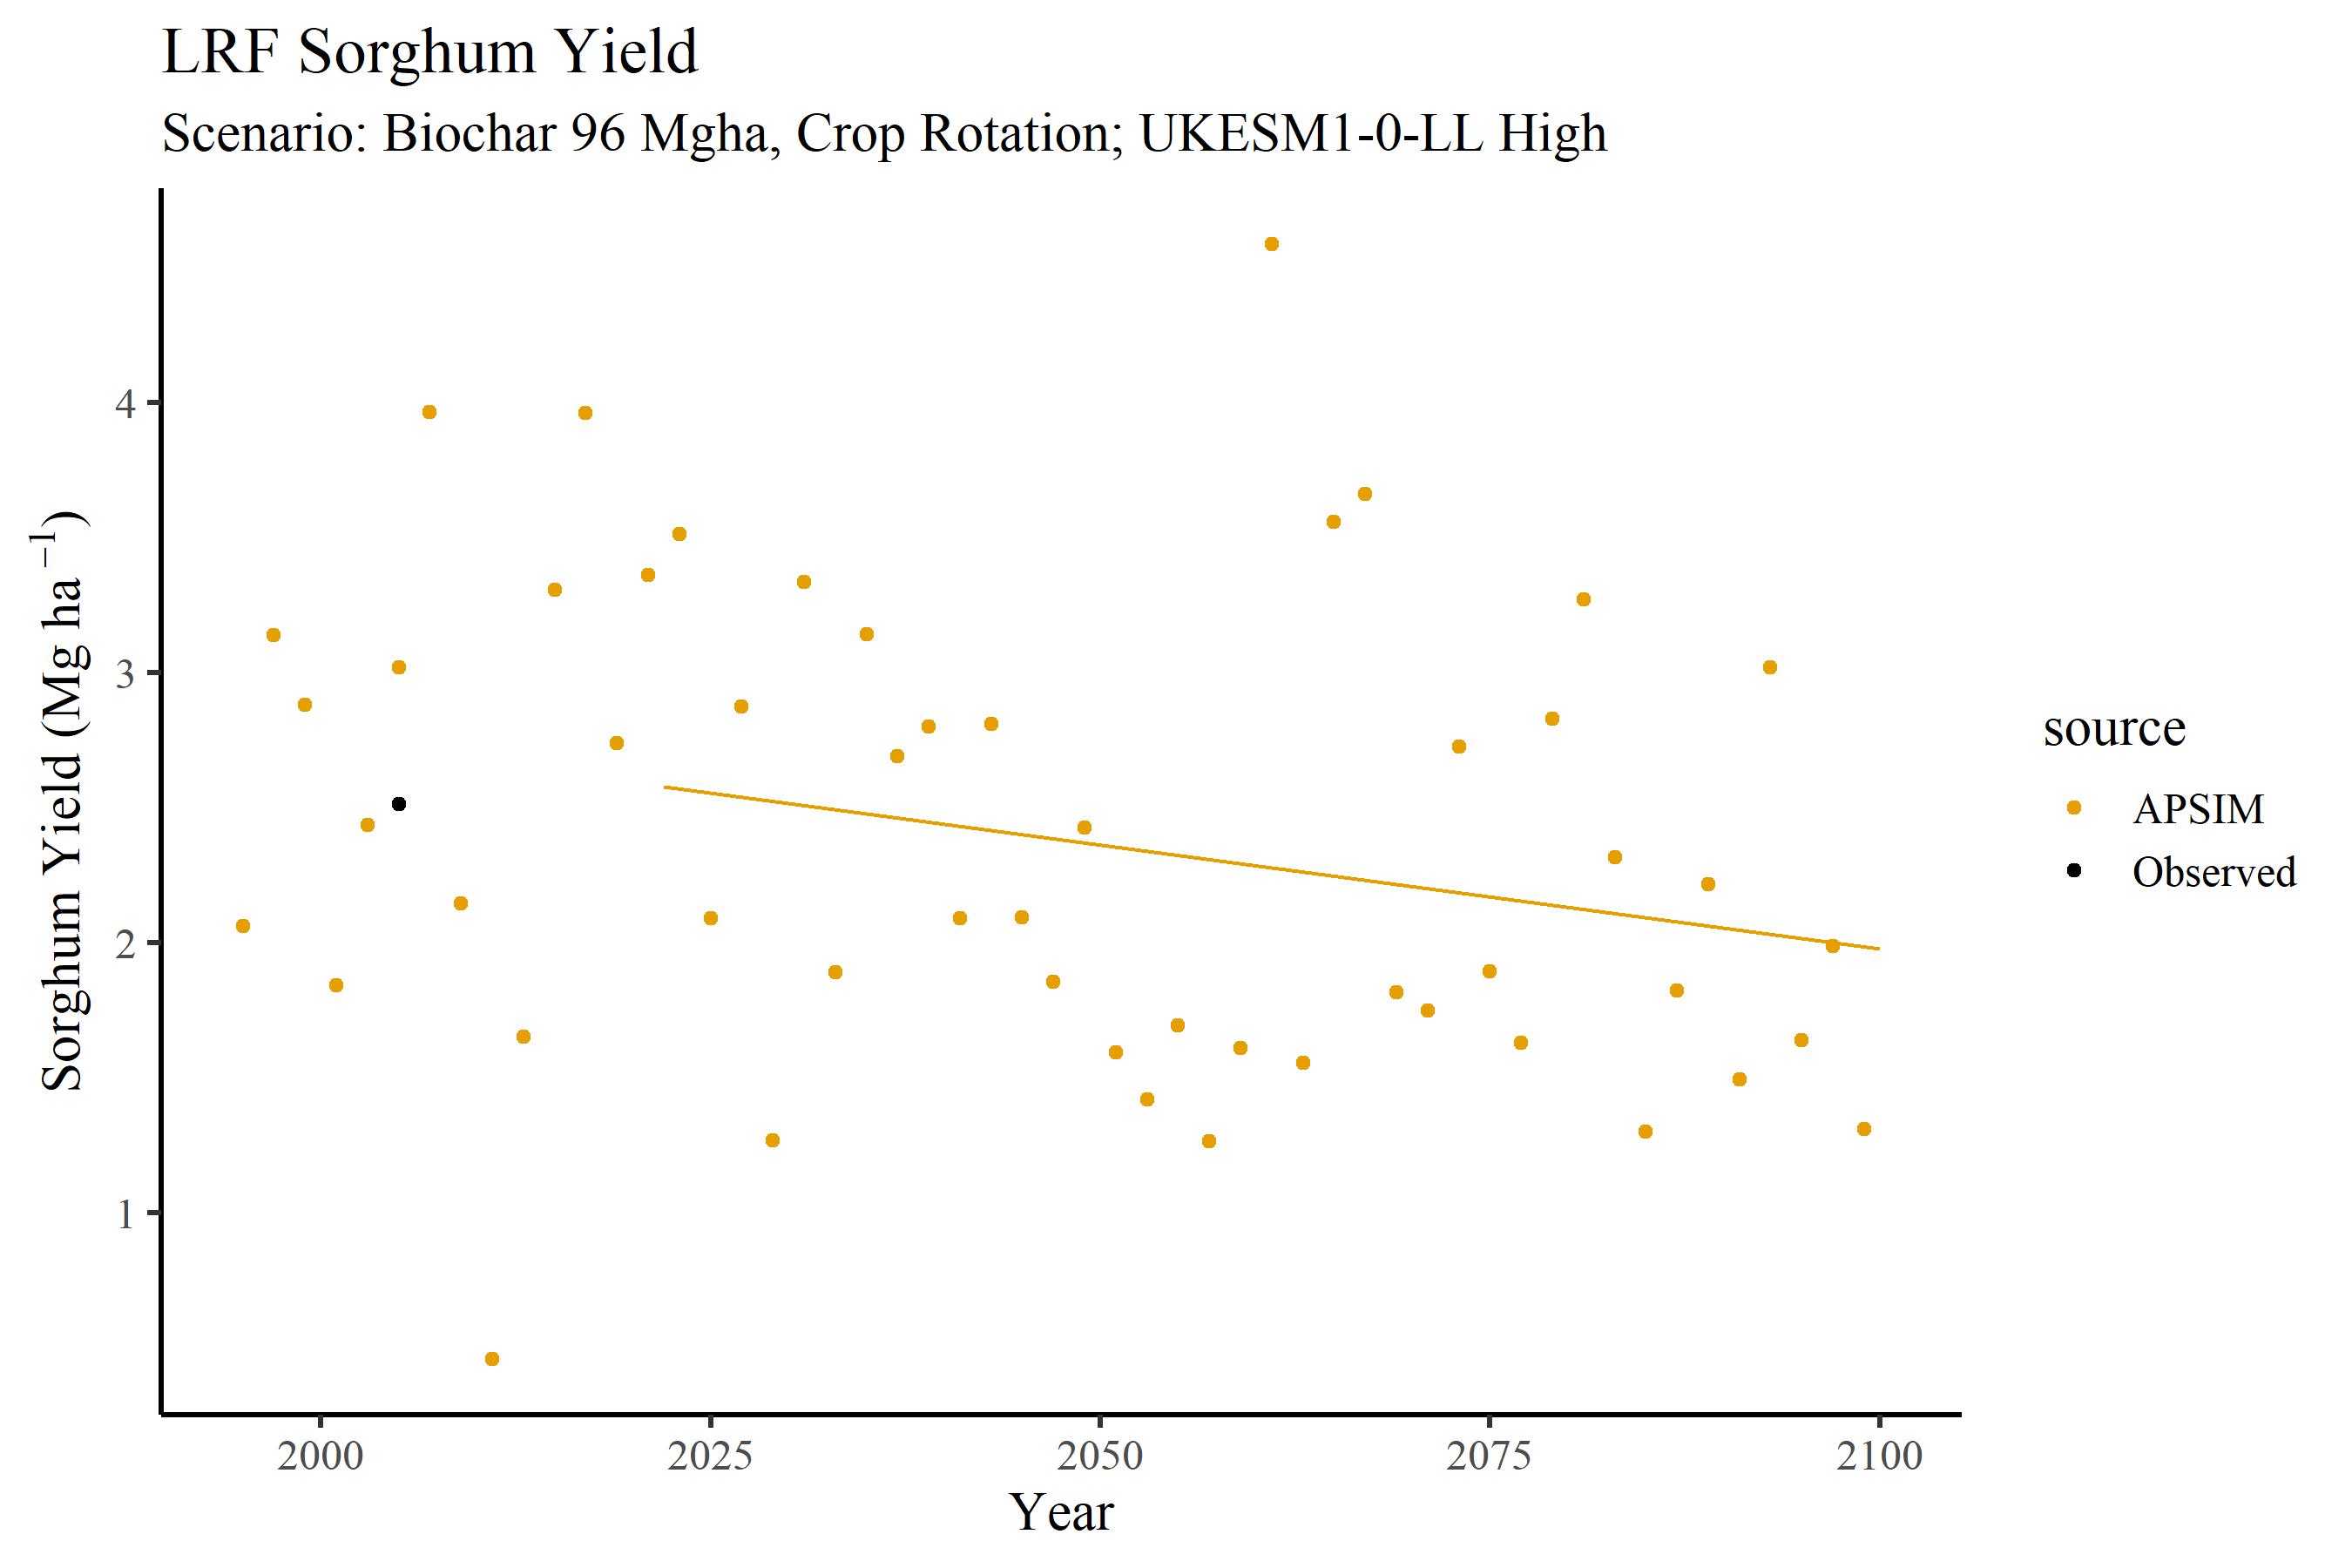 LRF Sorghum Yield
Scenario: Biochar 96 Mgha, Crop Rotation; UKESM1-0-LL High
Sorghum Yield (Mg ha⁻¹)
4
3
2
1
2000 2025 2050 2075 2100
Year
source
APSIM
Observed